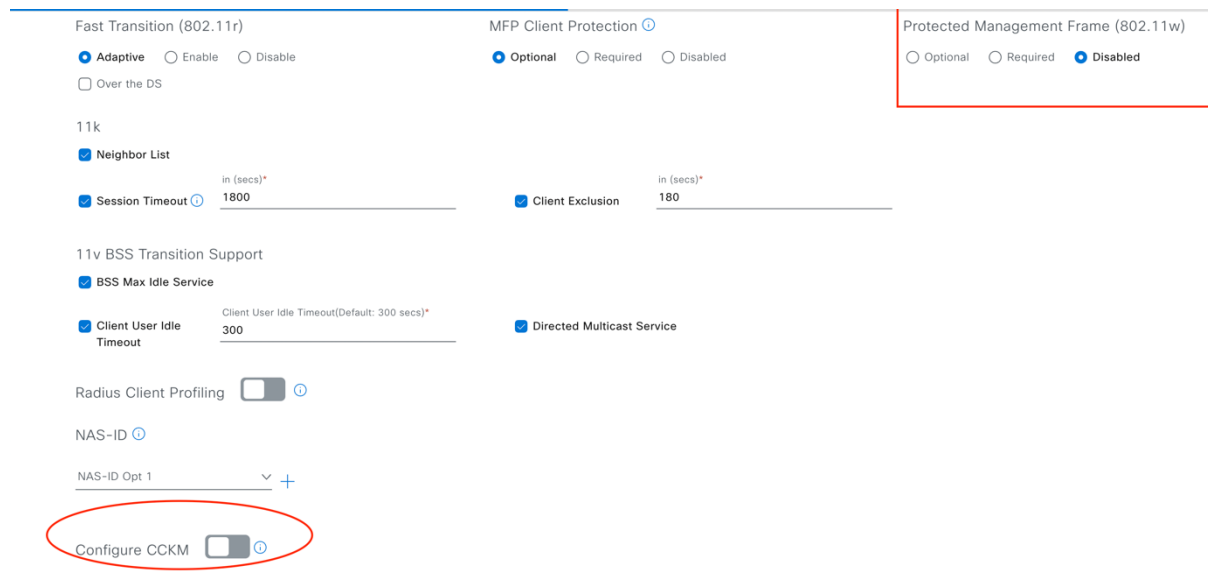 Fast Transition (802.11r)
MFP Client Protection
Protected Management Frame (802.11w)
Adaptive Enable Disable
Optional Required Disabled
Optional Required Disabled
Over the DS
11k
Neighbor List
in (secs)*
in (secs)*
Session Timeout 1800
Client Exclusion 180
11v BSS Transition Support
BSS Max Idle Service
Client User Idle Timeout(Default: 300 secs)*
Client User Idle
Timeout
300
Directed Multicast Service
Radius Client Profiling
NAS-ID
NAS-ID Opt 1
Configure CCKM